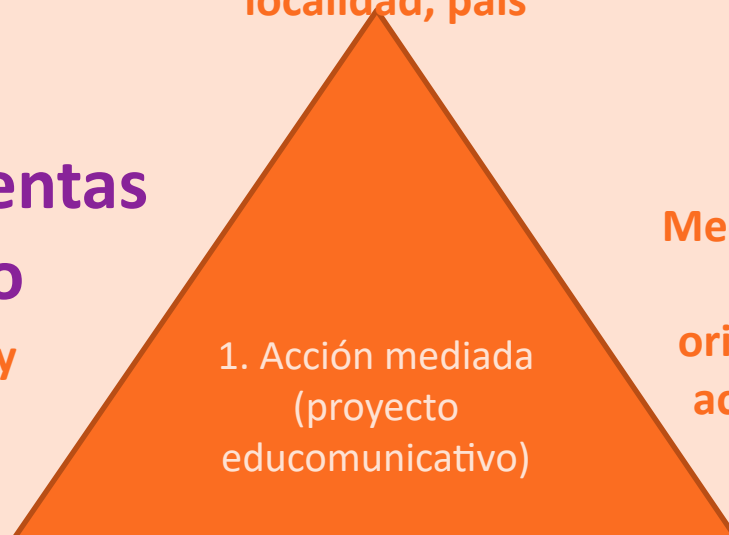 localidad, país
entas
o
y
Me
ori
ac
1. Acción mediada
(proyecto
educomunicativo)